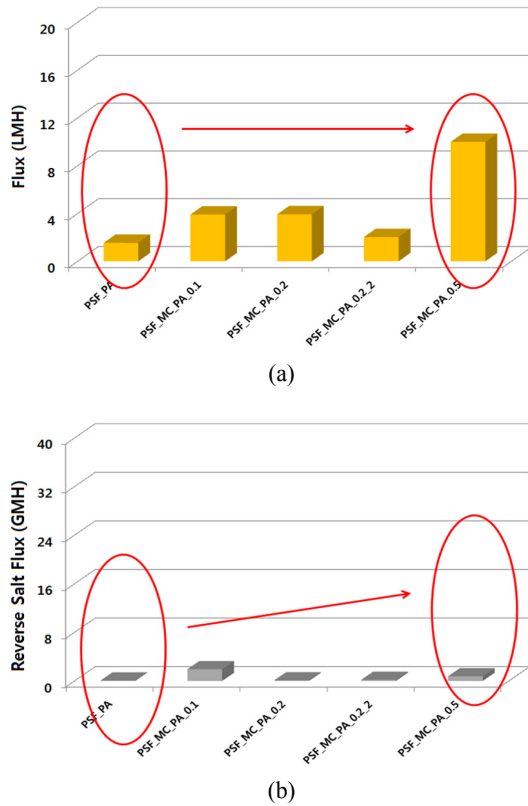 20
16
12
8
4
0
Flux (LMH)
PSF_PA
PSF_MC_PA_0.1
PSF_MC_PA_0.2
PSF_MC_PA_0.2_2
PSF_MC_PA_0.5
(a)
40
32
24
16
8
0
Reverse Salt Flux (GMH)
PSF_PA
PSF_MC_PA_0.1
PSF_MC_PA_0.2
PSF_MC_PA_0.2_2
PSF_MC_PA_0.5
(b)